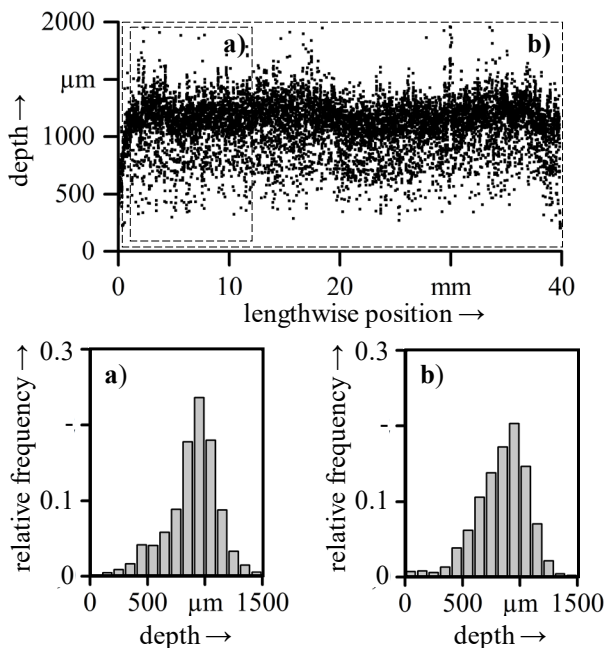 2000
a) b)
µm
depth →
1000
500
0
0 10 20 mm 40
lengthwise position →
0.3 0.3
a) b)
relative frequency → relative frequency →
- -
0.1 0.1
0 0
0 500 µm 1500 0 500 µm 1500
depth → depth →